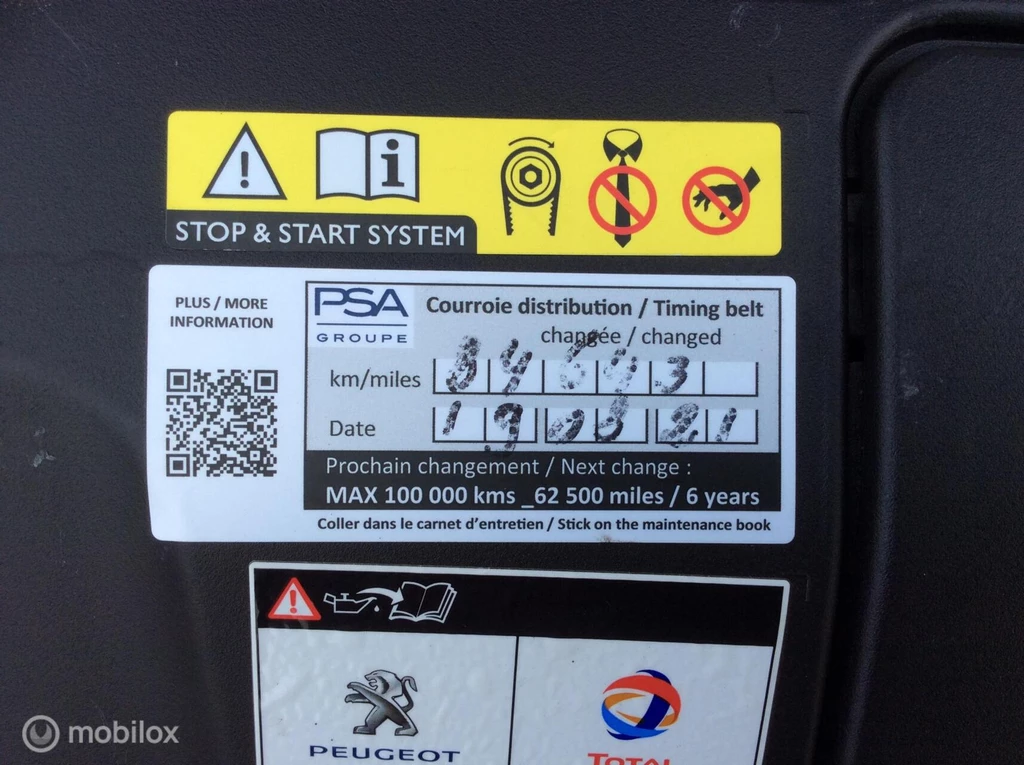 STOP & START SYSTEM
PLUS / MORE
INFORMATION
PSA
GROUPE
Courroie distribution / Timing belt
changée / changed
km/miles 84643
Date 19 03 21
Prochain changement / Next change :
MAX 100 000 kms _62 500 miles / 6 years
Coller dans le carnet d'entretien / Stick on the maintenance book
PEUGEOT
TOTAL
mobilox